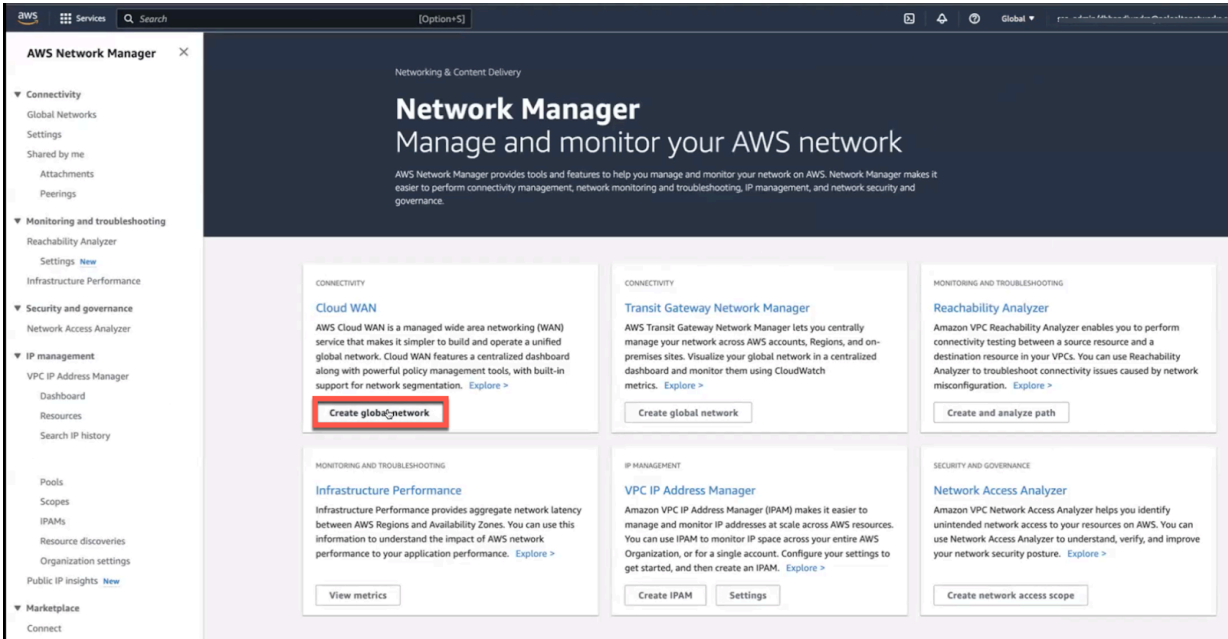 aws Services Search [Option+S] Global
AWS Network Manager
Connectivity
Global Networks
Settings
Shared by me
Attachments
Peerings
Monitoring and troubleshooting
Reachability Analyzer
Settings New
Infrastructure Performance
Security and governance
Network Access Analyzer
IP management
VPC IP Address Manager
Dashboard
Resources
Search IP history
Pools
Scopes
IPAMs
Resource discoveries
Organization settings
Public IP insights New
Marketplace
Connect
Networking & Content Delivery
Network Manager
Manage and monitor your AWS network
AWS Network Manager provides tools and features to help you manage and monitor your network on AWS. Network Manager makes it
easier to perform connectivity management, network monitoring and troubleshooting, IP management, and network security and
governance.
CONNECTIVITY
Cloud WAN
AWS Cloud WAN is a managed wide area networking (WAN)
service that makes it simpler to build and operate a unified
global network. Cloud WAN features a centralized dashboard
along with powerful policy management tools, with built-in
support for network segmentation. Explore >
Create global network
CONNECTIVITY
Transit Gateway Network Manager
AWS Transit Gateway Network Manager lets you centrally
manage your network across AWS accounts, Regions, and on-
premises sites. Visualize your global network in a centralized
dashboard and monitor them using CloudWatch
metrics. Explore >
Create global network
MONITORING AND TROUBLESHOOTING
Reachability Analyzer
Amazon VPC Reachability Analyzer enables you to perform
connectivity testing between a source resource and a
destination resource in your VPCs. You can use Reachability
Analyzer to troubleshoot connectivity issues caused by network
misconfiguration. Explore >
Create and analyze path
MONITORING AND TROUBLESHOOTING
Infrastructure Performance
Infrastructure Performance provides aggregate network latency
between AWS Regions and Availability Zones. You can use this
information to understand the impact of AWS network
performance to your application performance. Explore >
View metrics
IP MANAGEMENT
VPC IP Address Manager
Amazon VPC IP Address Manager (IPAM) makes it easier to
manage and monitor IP addresses at scale across AWS resources.
You can use IPAM to monitor IP space across your entire AWS
Organization, or for a single account. Configure your settings to
get started, and then create an IPAM. Explore >
Create IPAM Settings
SECURITY AND GOVERNANCE
Network Access Analyzer
Amazon VPC Network Access Analyzer helps you identify
unintended network access to your resources on AWS. You can
use Network Access Analyzer to understand, verify, and improve
your network security posture. Explore >
Create network access scope